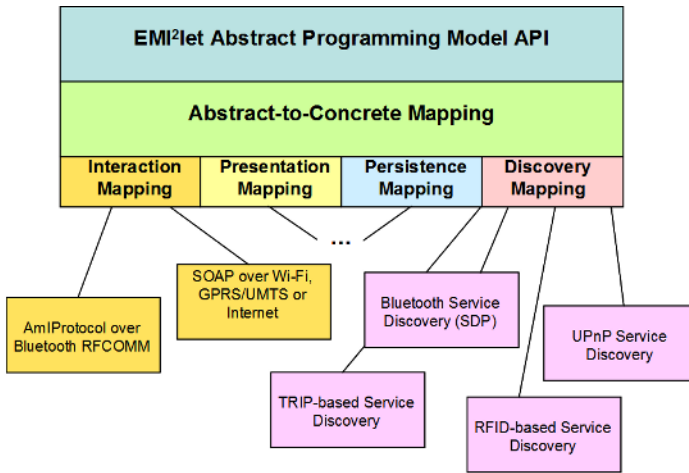 EMI²let Abstract Programming Model API
Abstract-to-Concrete Mapping
Interaction
Mapping
Presentation
Mapping
Persistence
Mapping
Discovery
Mapping
...
SOAP over Wi-Fi,
GPRS/UMTS or
Internet
AmIProtocol over
Bluetooth RFCOMM
Bluetooth Service
Discovery (SDP)
UPnP Service
Discovery
TRIP-based Service
Discovery
RFID-based Service
Discovery